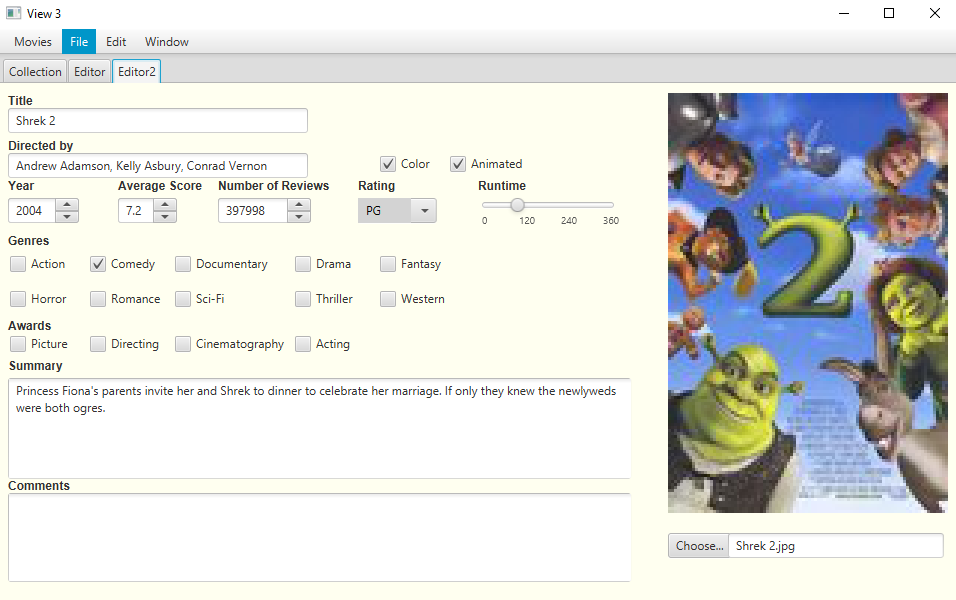 View 3
Movies File Edit Window
Collection Editor Editor2
Title
Shrek 2
Directed by
Andrew Adamson, Kelly Asbury, Conrad Vernon
Color Animated
Year Average Score Number of Reviews Rating Runtime
2004 7.2 397998 PG
0 120 240 360
Genres
Action Comedy Documentary Drama Fantasy
Horror Romance Sci-Fi Thriller Western
Awards
Picture Directing Cinematography Acting
Summary
Princess Fiona's parents invite her and Shrek to dinner to celebrate her marriage. If only they knew the newlyweds
were both ogres.
Comments
2
Choose... Shrek 2.jpg